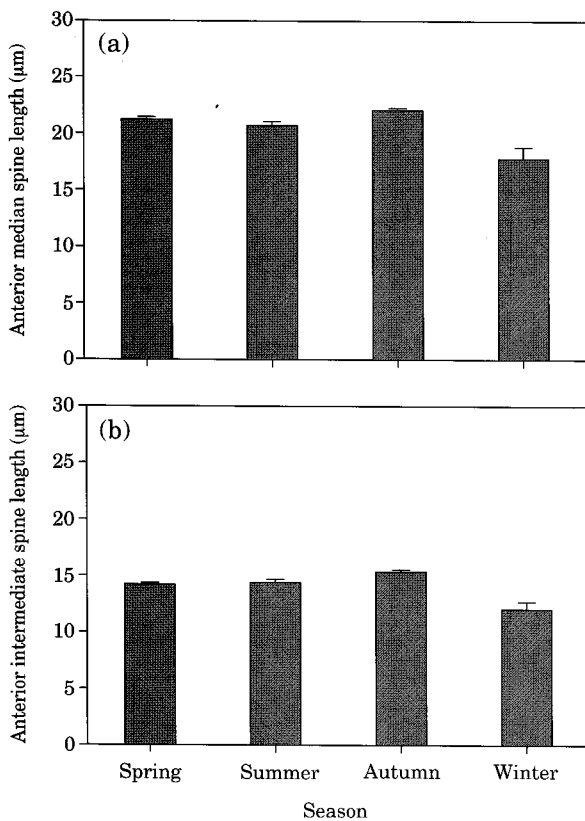 30
(a)
25
20
15
10
5
0
Anterior median spine length (μm)
30
(b)
25
20
15
10
5
0
Anterior intermediate spine length (μm)
Spring Summer Autumn Winter
Season